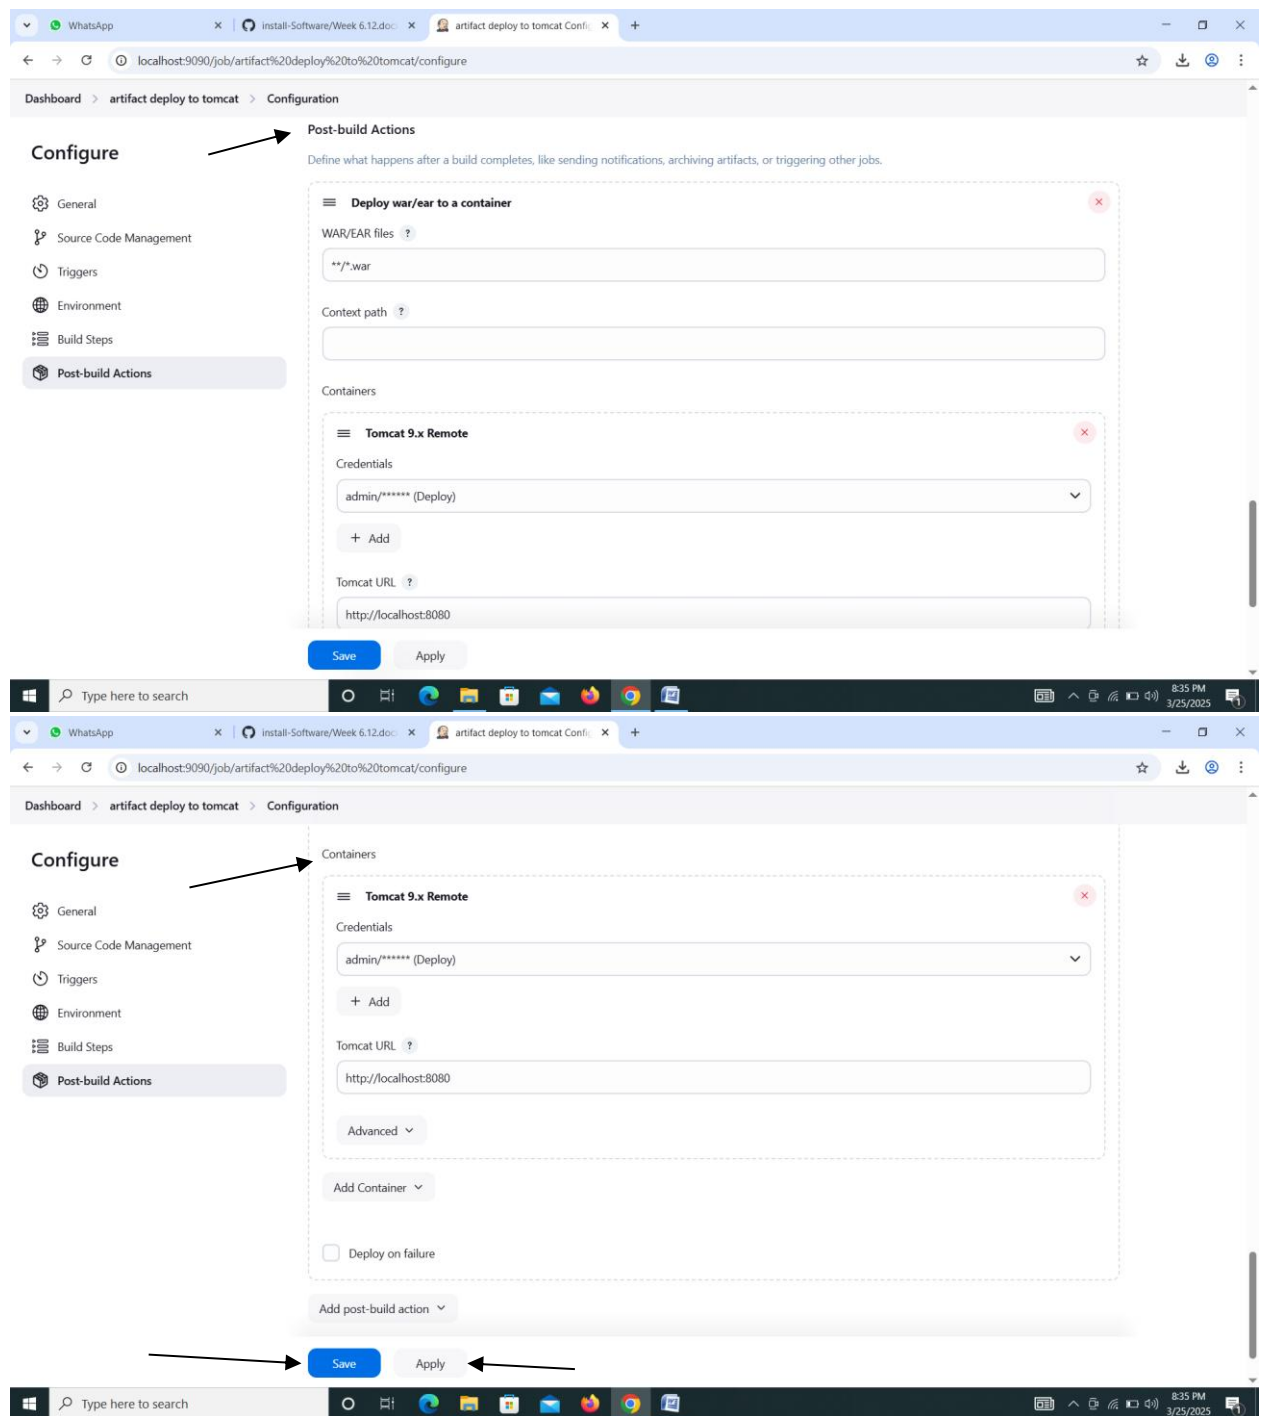 WhatsApp
install-Software/Week 6.12.doc
artifact deploy to tomcat Config
localhost:9090/job/artifact%20deploy%20to%20tomcat/configure
Dashboard > artifact deploy to tomcat > Configuration
Configure
General
Source Code Management
Triggers
Environment
Build Steps
Post-build Actions
Post-build Actions
Define what happens after a build completes, like sending notifications, archiving artifacts, or triggering other jobs.
Deploy war/ear to a container
WAR/EAR files ?
**/*.war
Context path ?
Containers
Tomcat 9.x Remote
Credentials
admin/****** (Deploy)
+ Add
Tomcat URL ?
http://localhost:8080
Save Apply
Type here to search
8:35 PM
3/25/2025
1
WhatsApp
install-Software/Week 6.12.doc
artifact deploy to tomcat Config
localhost:9090/job/artifact%20deploy%20to%20tomcat/configure
Dashboard > artifact deploy to tomcat > Configuration
Configure
General
Source Code Management
Triggers
Environment
Build Steps
Post-build Actions
Containers
Tomcat 9.x Remote
Credentials
admin/****** (Deploy)
+ Add
Tomcat URL ?
http://localhost:8080
Advanced
Add Container
Deploy on failure
Add post-build action
Save Apply
Type here to search
8:35 PM
3/25/2025
1